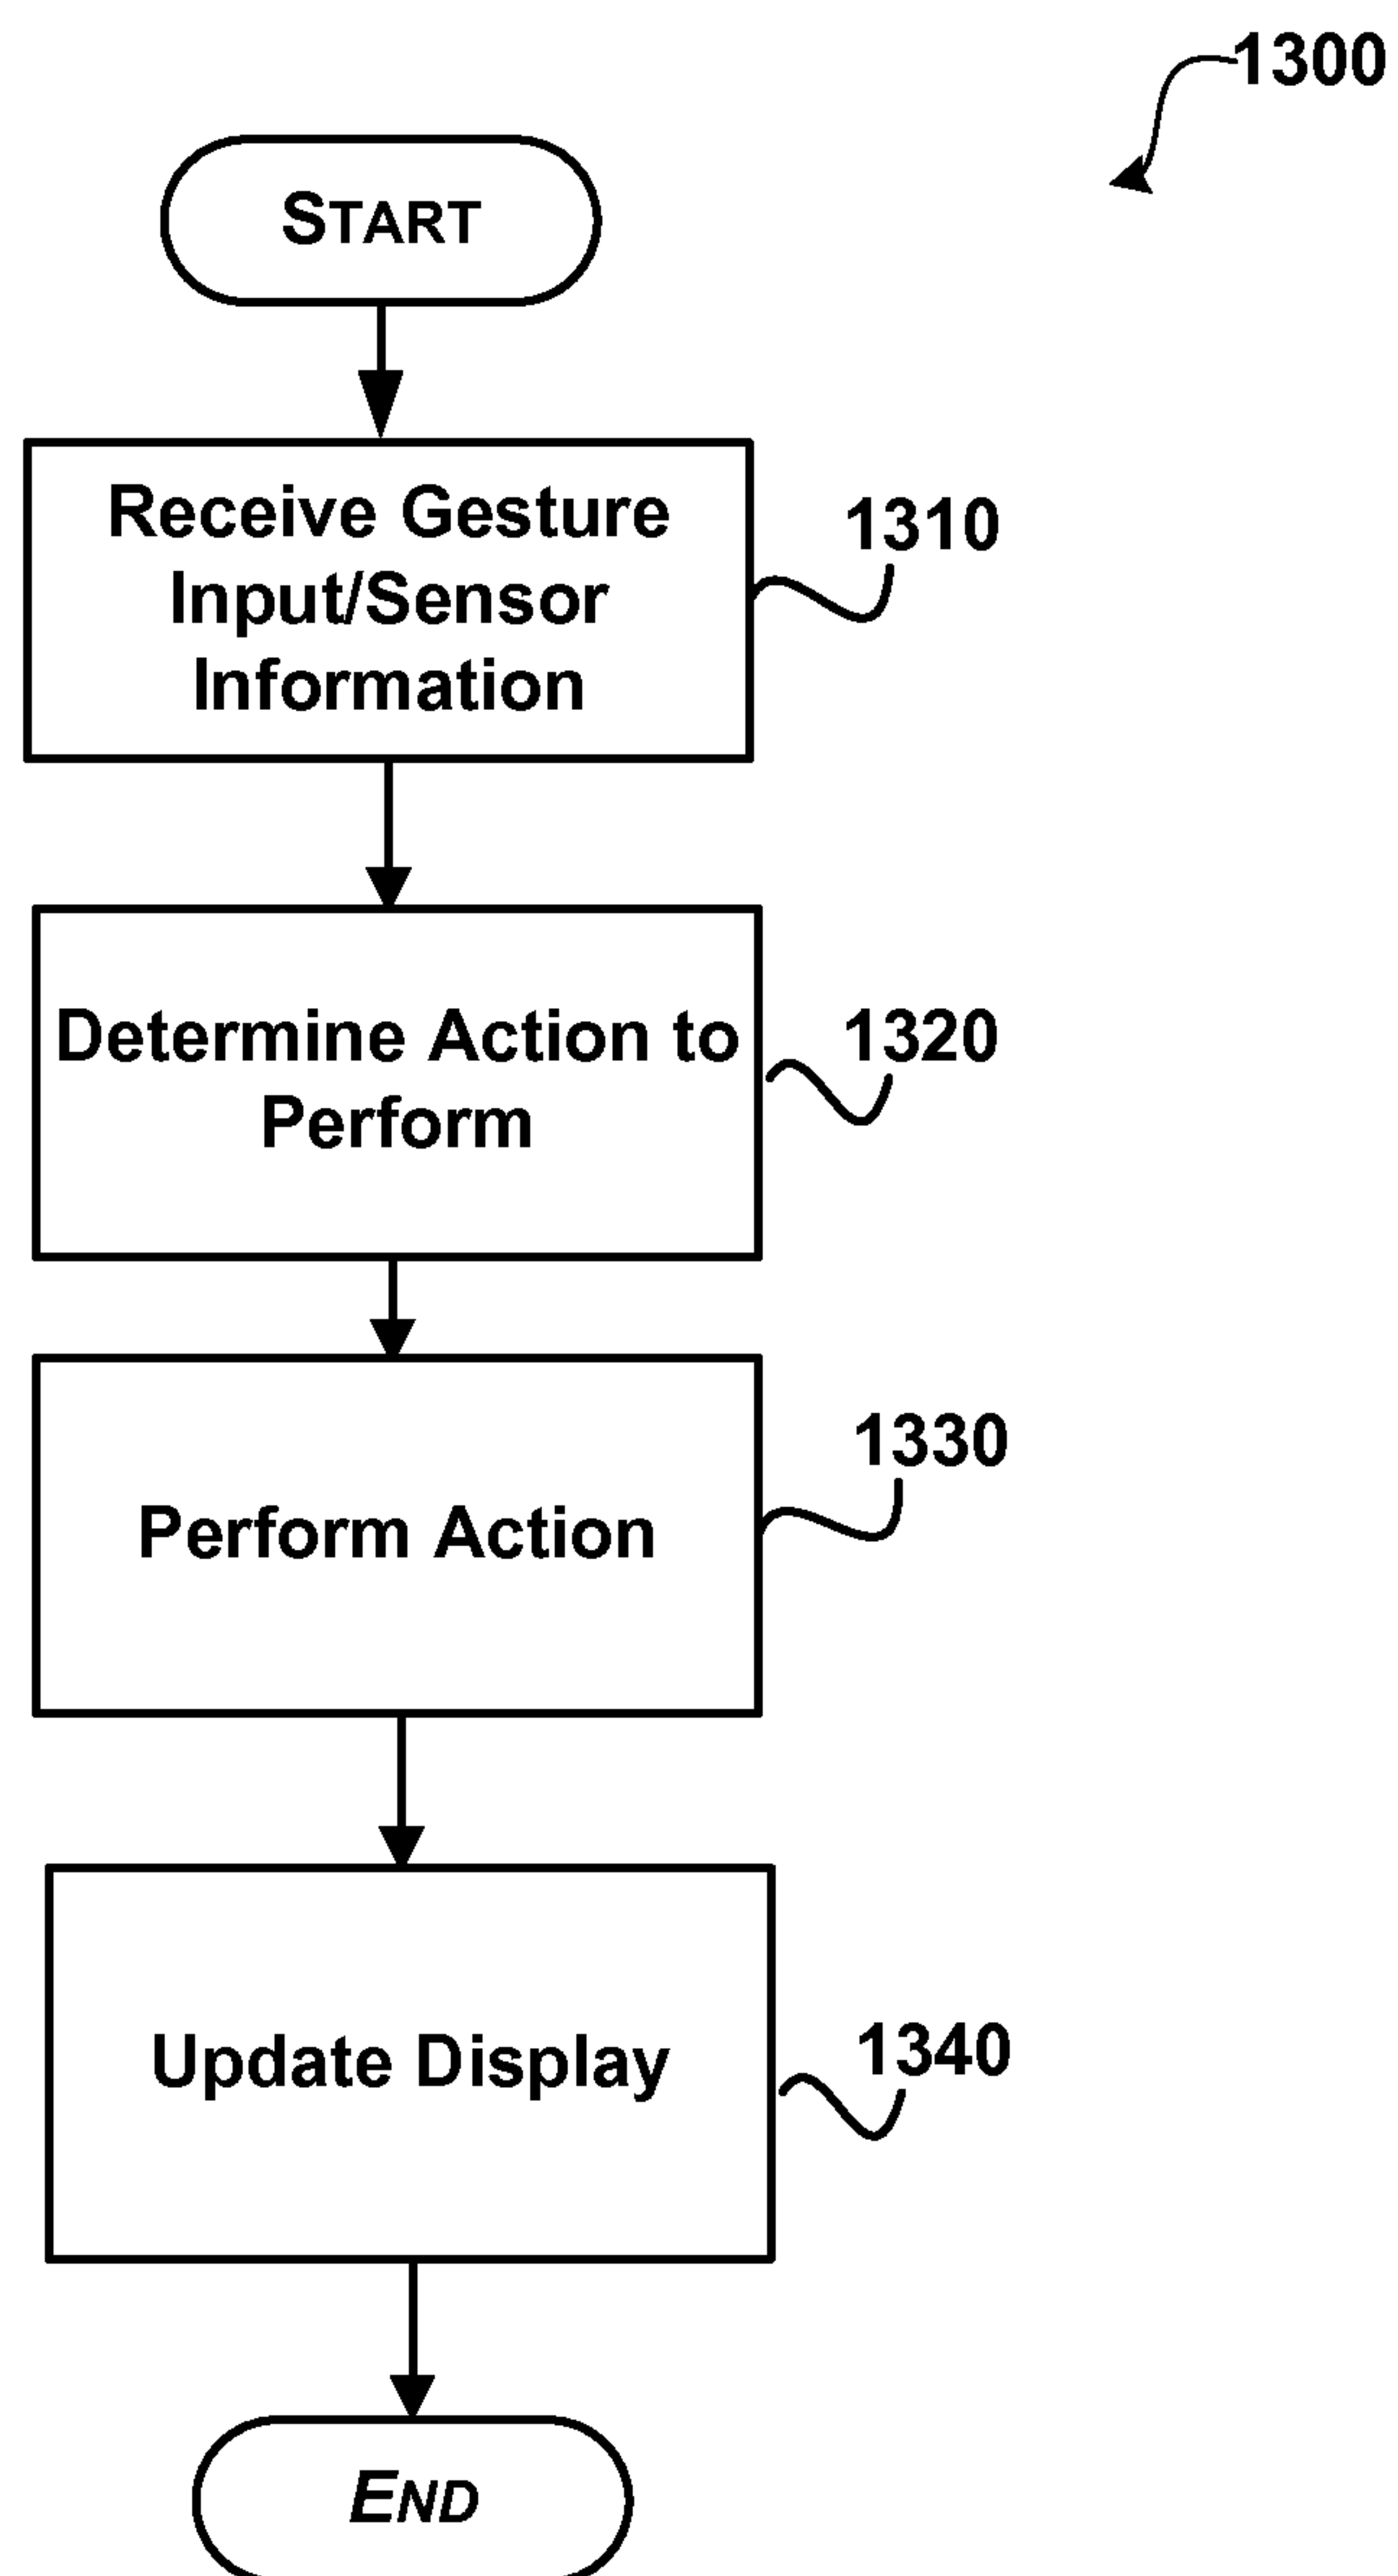 1300
START
Receive Gesture
Input/Sensor
Information
1310
Determine Action to
Perform
1320
Perform Action
1330
Update Display
1340
END